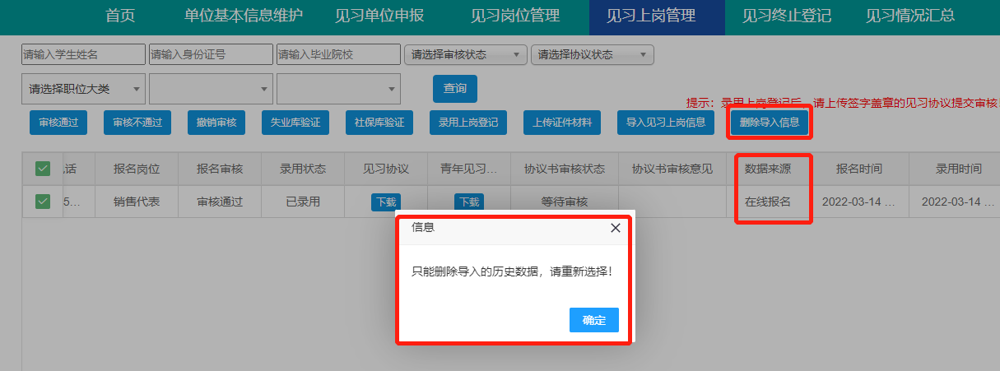 首页 单位基本信息维护 见习单位申报 见习岗位管理 见习上岗管理 见习终止登记 见习情况汇总
请输入学生姓名 请输入身份证号 请输入毕业院校 请选择审核状态 请选择协议状态
请选择职位大类 查询
提示：录用上岗登记后，请上传签字盖章的见习协议提交审核!
审核通过 审核不通过 撤销审核 失业库验证 社保库验证 录用上岗登记 上传证件材料 导入见习上岗信息 删除导入信息
话 报名岗位 报名审核 录用状态 见习协议 青年见习... 协议书审核状态 协议书审核意见 数据来源 报名时间 录用时间
5... 销售代表 审核通过 已录用 下载 下载 等待审核 在线报名 2022-03-14 ... 2022-03-14 ...
信息
只能删除导入的历史数据，请重新选择！
确定